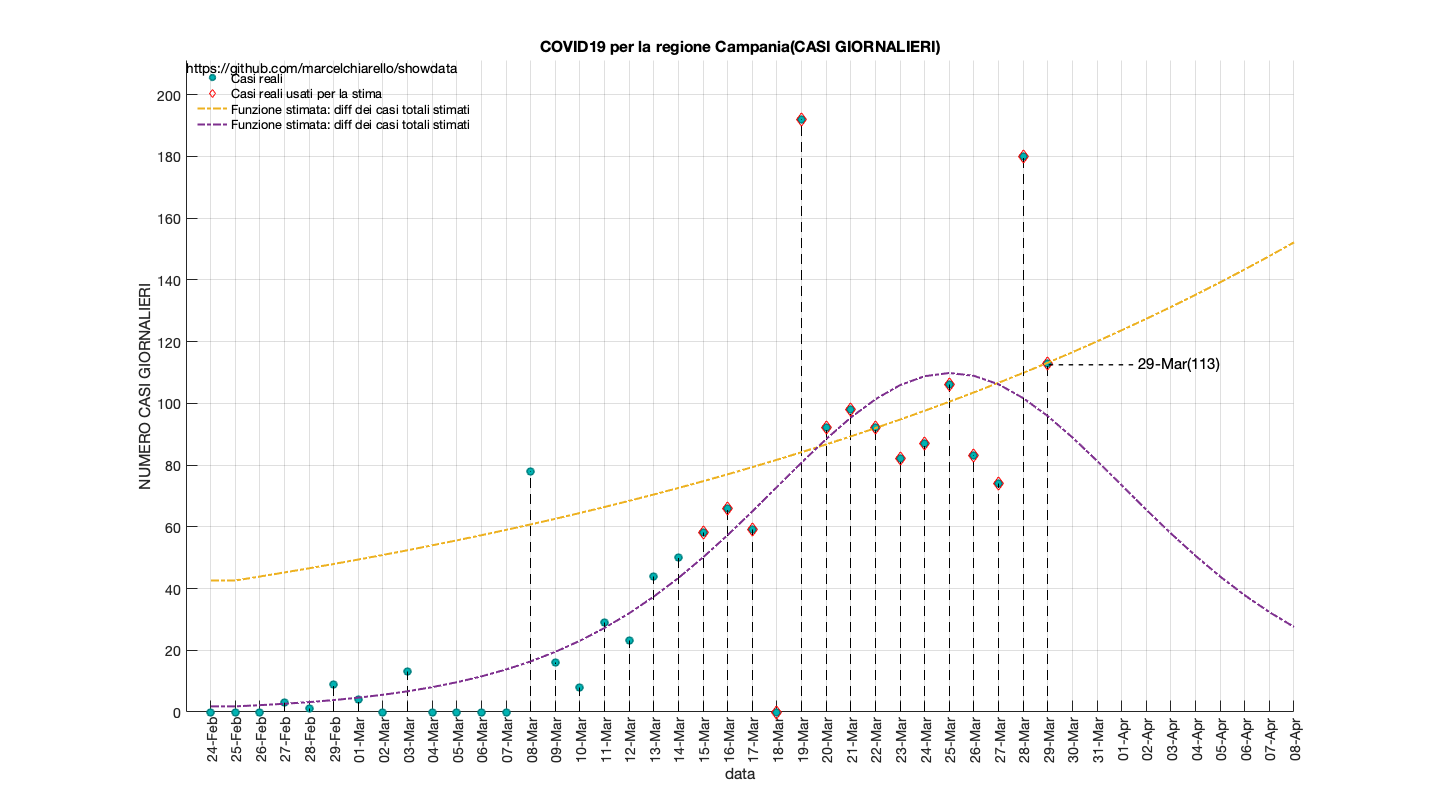 COVID19 per la regione Campania(CASI GIORNALIERI)
https://github.com/marcelchiarello/showdata
Casi reali
Casi reali usati per la stima
Funzione stimata: diff dei casi totali stimati
Funzione stimata: diff dei casi totali stimati
200
180
160
140
120
100
80
60
40
20
0
NUMERO CASI GIORNALIERI
29-Mar(113)
24-Feb
25-Feb
26-Feb
27-Feb
28-Feb
29-Feb
01-Mar
02-Mar
03-Mar
04-Mar
05-Mar
06-Mar
07-Mar
08-Mar
09-Mar
10-Mar
11-Mar
12-Mar
13-Mar
14-Mar
15-Mar
16-Mar
17-Mar
18-Mar
19-Mar
20-Mar
21-Mar
22-Mar
23-Mar
24-Mar
25-Mar
26-Mar
27-Mar
28-Mar
29-Mar
30-Mar
31-Mar
01-Apr
02-Apr
03-Apr
04-Apr
05-Apr
06-Apr
07-Apr
08-Apr
data